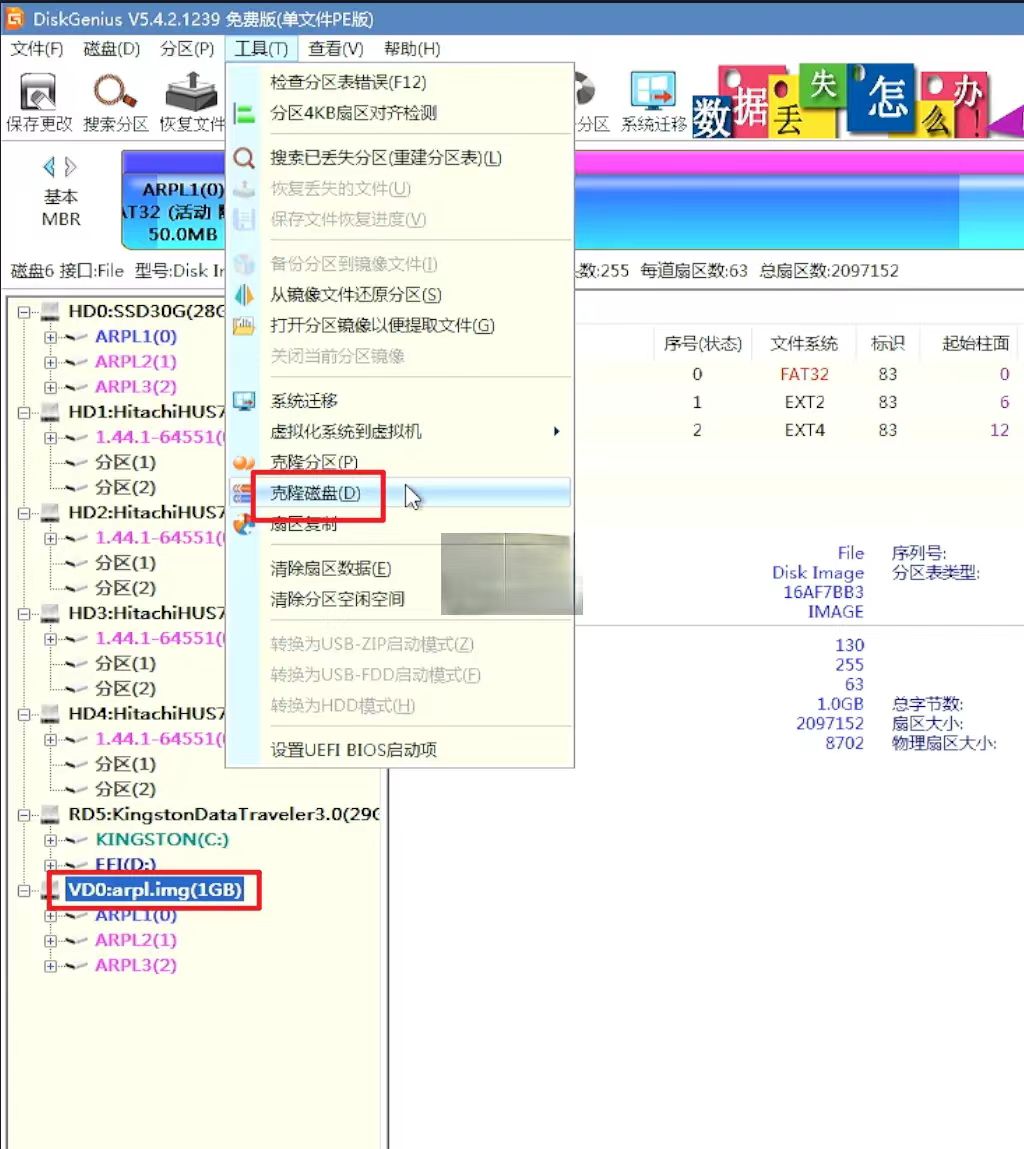 DiskGenius V5.4.2.1239 免费版(单文件PE版)
文件(F) 磁盘(D) 分区(P) 工具(T) 查看(V) 帮助(H)
保存更改 搜索分区 恢复文件
分区 系统迁移
数据丢失怎么办!
检查分区表错误(F12)
分区4KB扇区对齐检测
搜索已丢失分区(重建分区表)(L)
恢复丢失的文件(U)
保存文件恢复进度(V)
备份分区到镜像文件(I)
从镜像文件还原分区(S)
打开分区镜像以便提取文件(G)
关闭当前分区镜像
系统迁移
虚拟化系统到虚拟机
克隆分区(P)
克隆磁盘(D)
扇区复制
清除扇区数据(E)
清除分区空闲空间
转换为USB-ZIP启动模式(Z)
转换为USB-FDD启动模式(F)
转换为HDD模式(H)
设置UEFI BIOS启动项
基本
MBR
ARPL1(0)
AT32 (活动
50.0MB
磁盘6 接口:File 型号:Disk Ir
数:255 每道扇区数:63 总扇区数:2097152
HD0:SSD30G(28G
ARPL1(0)
ARPL2(1)
ARPL3(2)
HD1:HitachiHUS7
1.44.1-64551(
分区(1)
分区(2)
HD2:HitachiHUS7
1.44.1-64551(
分区(1)
分区(2)
HD3:HitachiHUS7
1.44.1-64551(
分区(1)
分区(2)
HD4:HitachiHUS7
1.44.1-64551(
分区(1)
分区(2)
RD5:KingstonDataTraveler3.0(29G
KINGSTON(C:)
EFI(D:)
VD0:arpl.img(1GB)
ARPL1(0)
ARPL2(1)
ARPL3(2)
序号(状态) 文件系统 标识 起始柱面
0 FAT32 83 0
1 EXT2 83 6
2 EXT4 83 12
File 序列号:
Disk Image 分区表类型:
16AF7BB3
IMAGE
130
255
63
1.0GB 总字节数:
2097152 扇区大小:
8702 物理扇区大小: